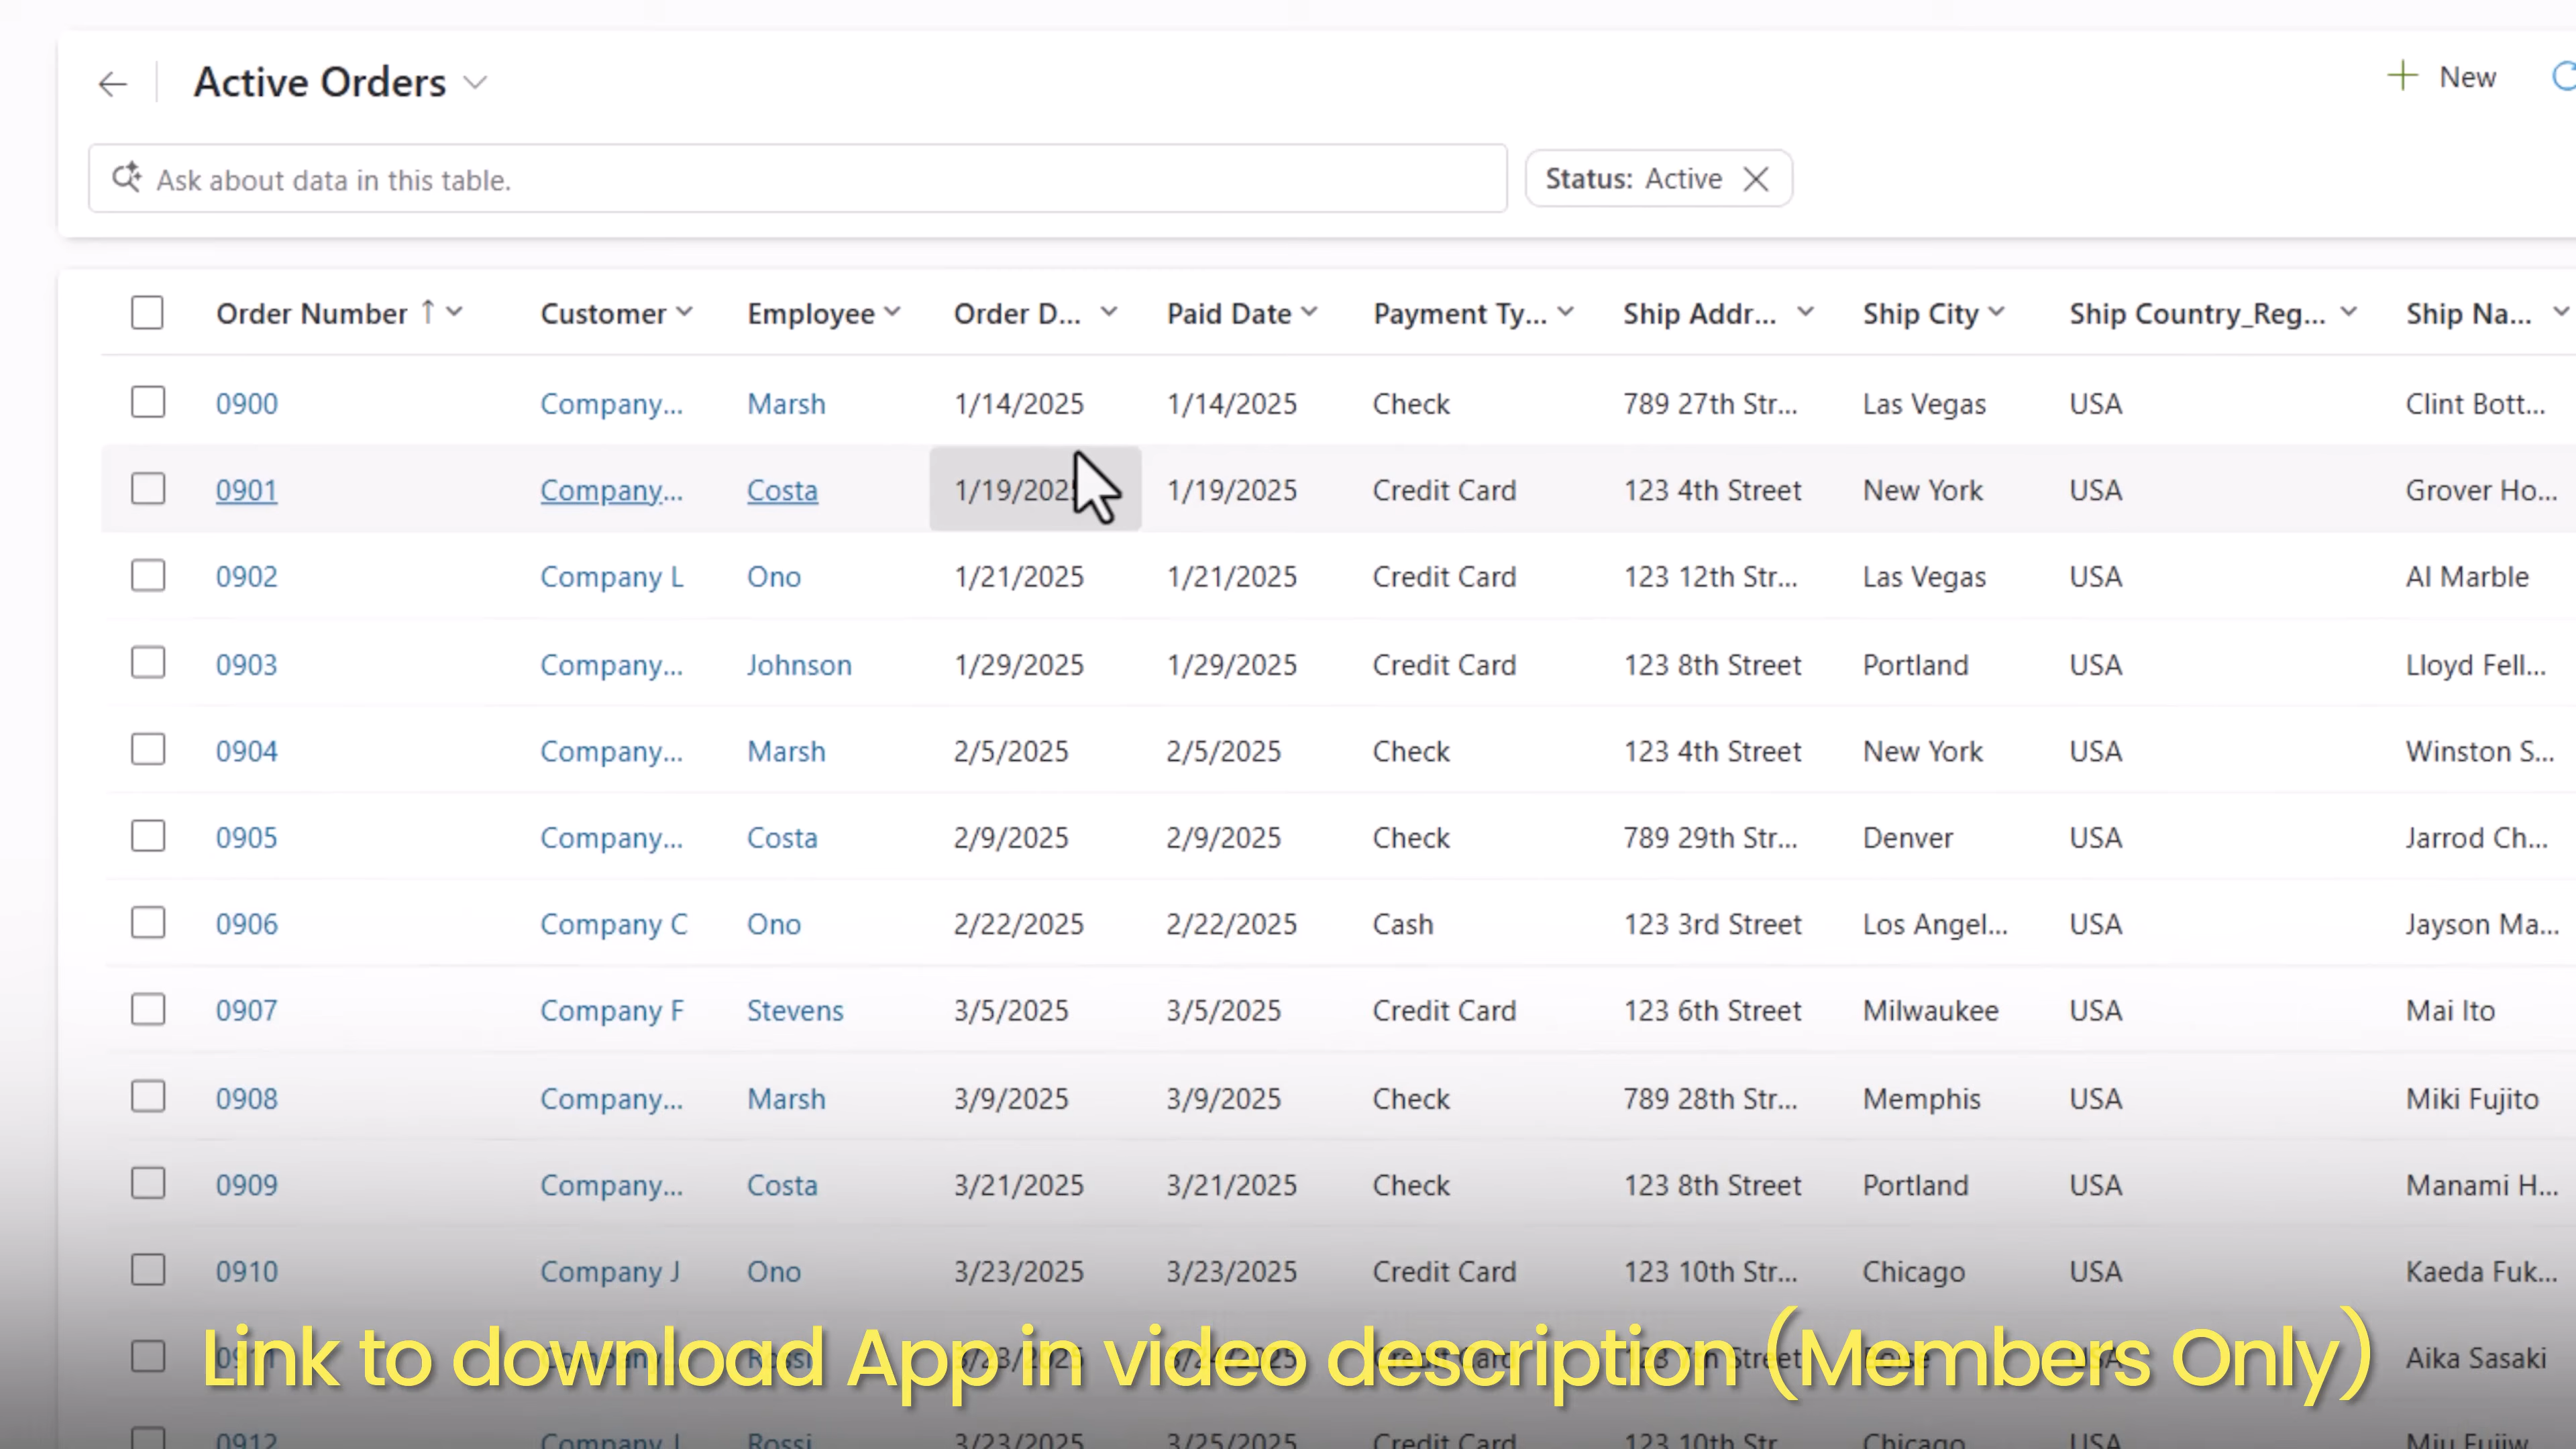 Active Orders
New
Ask about data in this table.
Status: Active
Order Number Customer Employee Order D... Paid Date Payment Ty... Ship Addr... Ship City Ship Country_Reg... Ship Na...
0900 Company... Marsh 1/14/2025 1/14/2025 Check 789 27th Str... Las Vegas USA Clint Bott...
0901 Company... Costa 1/19/202 1/19/2025 Credit Card 123 4th Street New York USA Grover Ho...
0902 Company L Ono 1/21/2025 1/21/2025 Credit Card 123 12th Str... Las Vegas USA Al Marble
0903 Company... Johnson 1/29/2025 1/29/2025 Credit Card 123 8th Street Portland USA Lloyd Fell...
0904 Company... Marsh 2/5/2025 2/5/2025 Check 123 4th Street New York USA Winston S...
0905 Company... Costa 2/9/2025 2/9/2025 Check 789 29th Str... Denver USA Jarrod Ch...
0906 Company C Ono 2/22/2025 2/22/2025 Cash 123 3rd Street Los Angel... USA Jayson Ma...
0907 Company F Stevens 3/5/2025 3/5/2025 Credit Card 123 6th Street Milwaukee USA Mai Ito
0908 Company... Marsh 3/9/2025 3/9/2025 Check 789 28th Str... Memphis USA Miki Fujito
0909 Company... Costa 3/21/2025 3/21/2025 Check 123 8th Street Portland USA Manami H...
0910 Company J Ono 3/23/2025 3/23/2025 Credit Card 123 10th Str... Chicago USA Kaeda Fuk...
Link to download App in video description (Members Only)
Rossi Street Aika Sasaki
0912 Company Rossi 3/23/2025 3/25/2025 Credit Card 123 10th Str Chicago USA